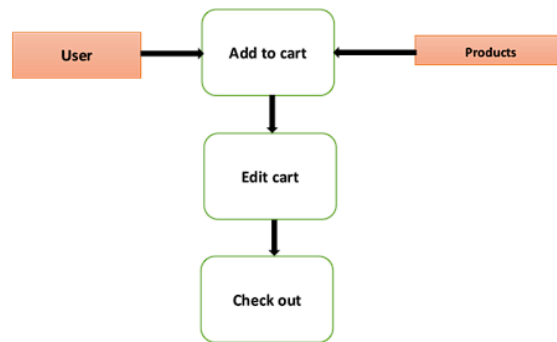 User
Add to cart
Products
Edit cart
Check out